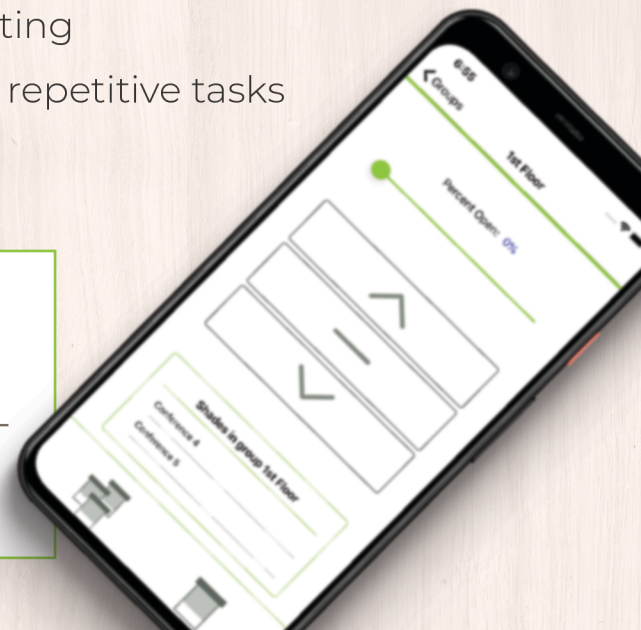 ting
repetitive tasks
6:55
Groups
1st Floor
Percent Open: 0%
Shades in group 1st Floor
Conference 4
Conference 5